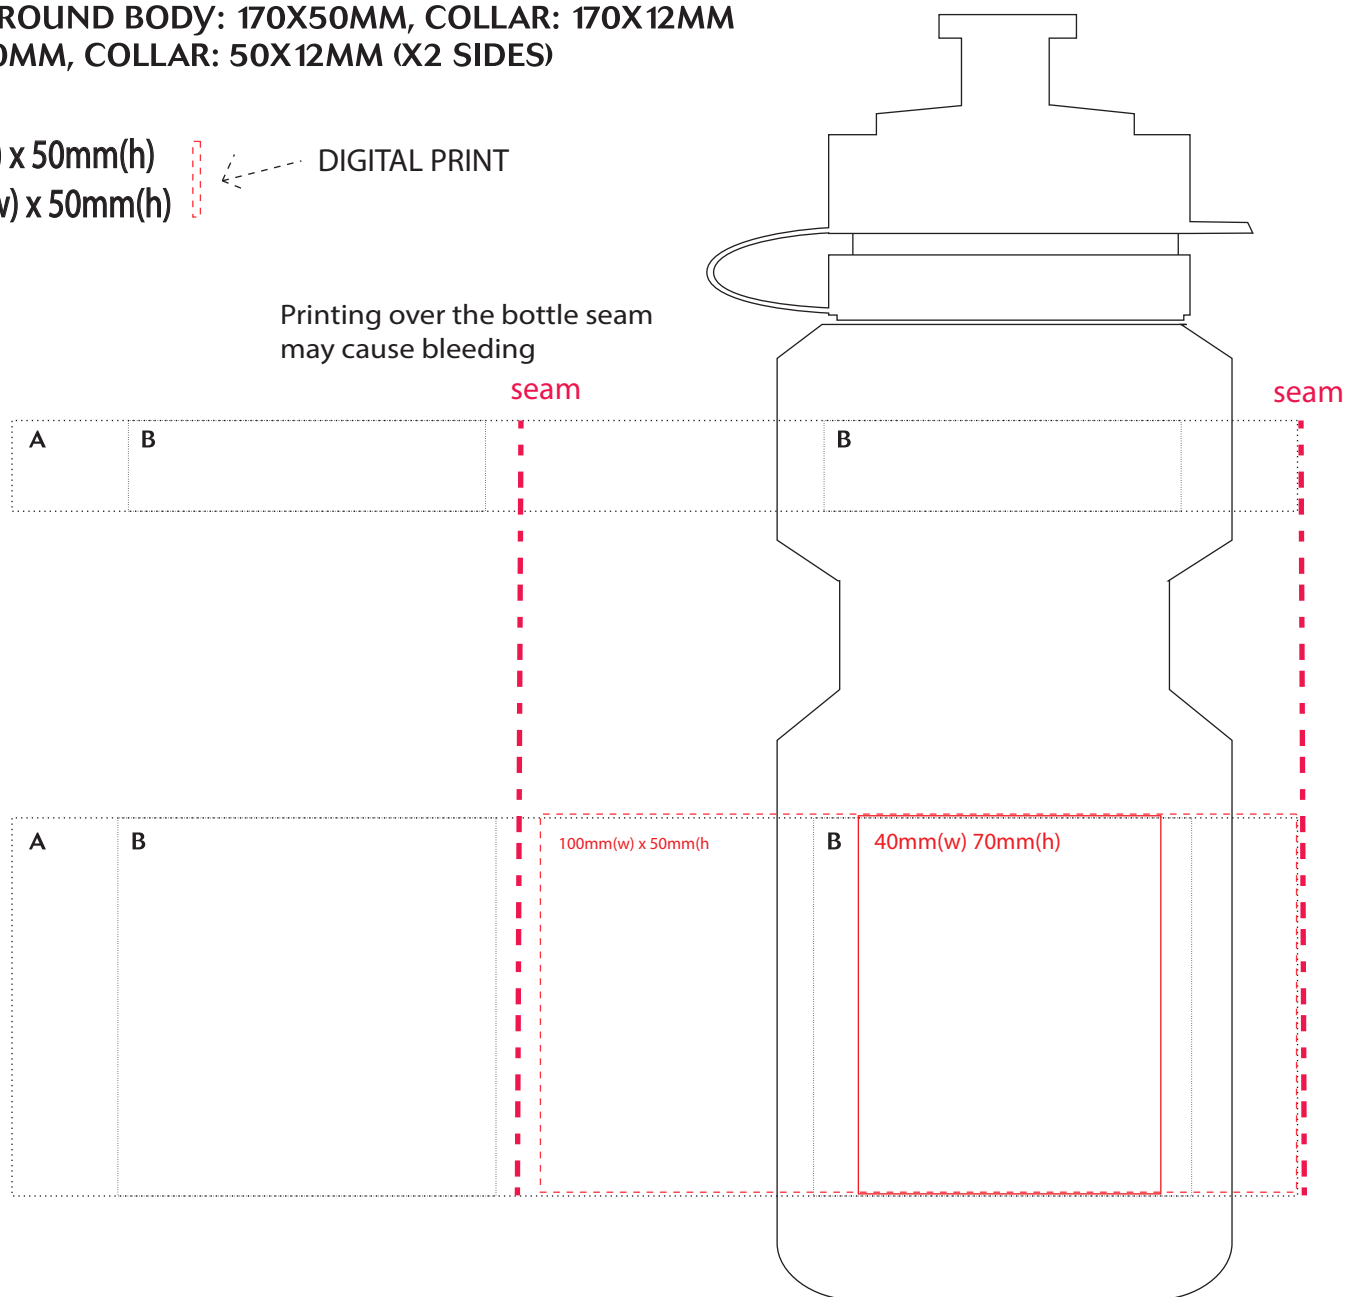 ROUND BODY: 170X50MM, COLLAR: 170X12MM
0MM, COLLAR: 50X12MM (X2 SIDES)
) x 50mm(h)
w) x 50mm(h)
DIGITAL PRINT
Printing over the bottle seam
may cause bleeding
seam
seam
A
B
B
A
B
100mm(w) x 50mm(h
B
40mm(w) 70mm(h)